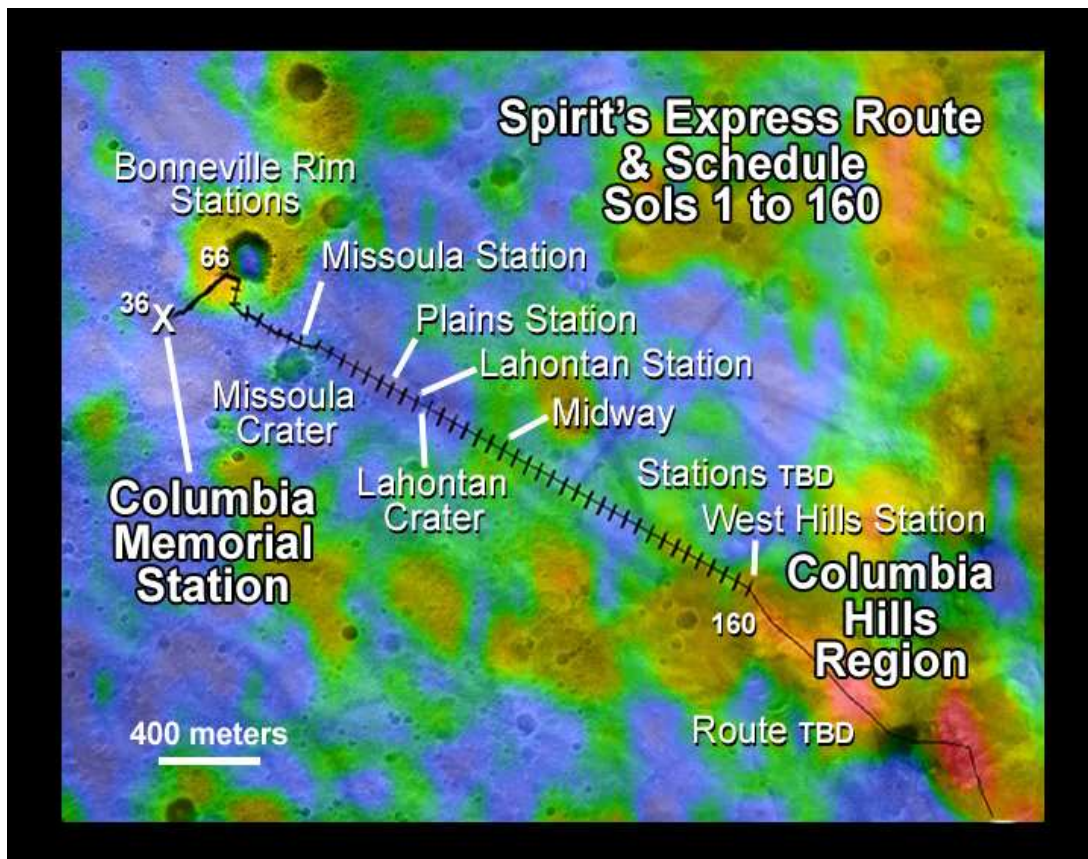 Spirit's Express Route
& Schedule
Sols 1 to 160
Bonneville Rim
Stations
66
Missoula Station
36
X
Plains Station
Lahontan Station
Missoula
Crater
Midway
Lahontan
Crater
Stations TBD
Columbia
Memorial
Station
West Hills Station
Columbia
Hills
Region
160
Route TBD
400 meters